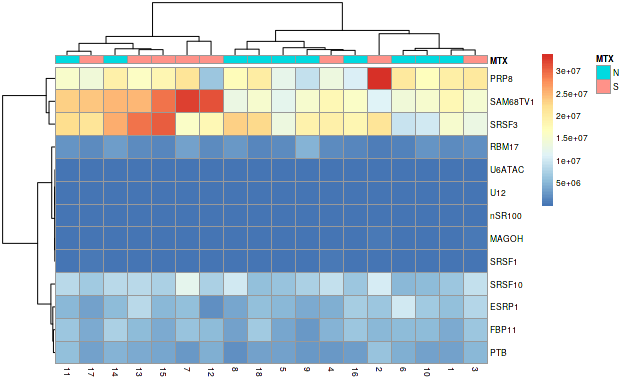 MTX
PRP8
SAM68TV1
SRSF3
RBM17
U6ATAC
U12
nSR100
MAGOH
SRSF1
SRSF10
ESRP1
FBP11
PTB
11 17 14 13 15 7 12 8 18 5 9 4 16 2 6 10 1 3
3e+07
2.5e+07
2e+07
1.5e+07
1e+07
5e+06
MTX
N
S